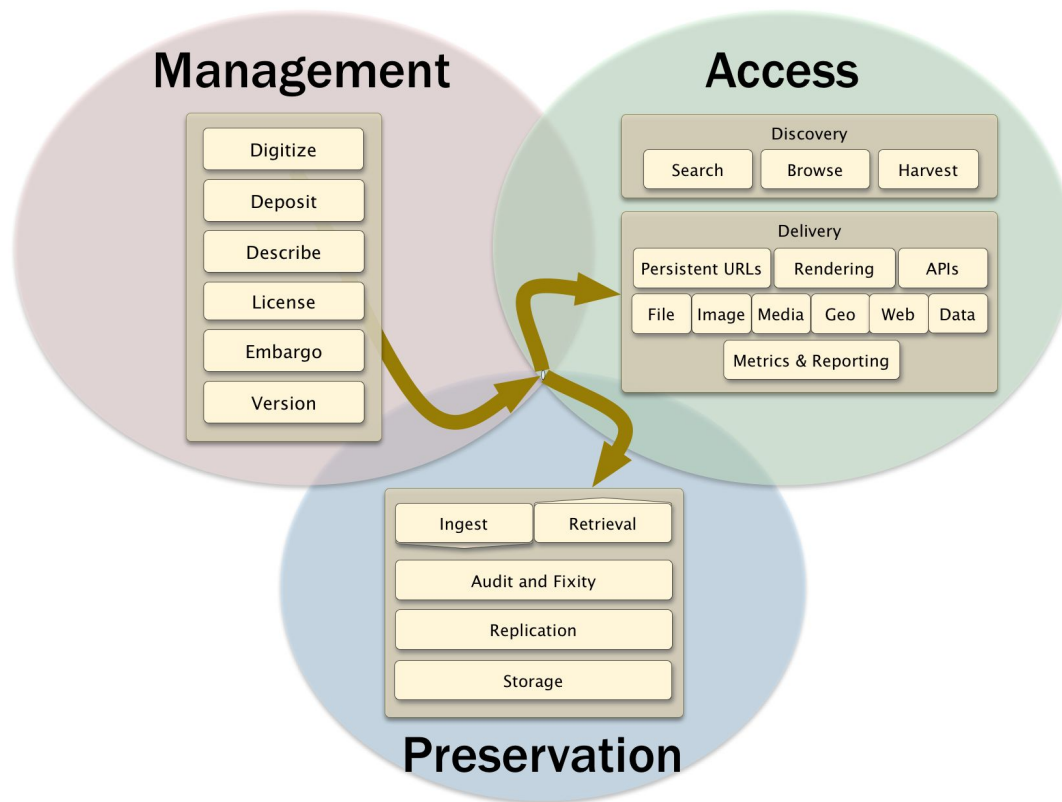 Management
Digitize
Deposit
Describe
License
Embargo
Version
Access
Discovery
Search Browse Harvest
Delivery
Persistent URLs Rendering APIs
File Image Media Geo Web Data
Metrics & Reporting
Ingest Retrieval
Audit and Fixity
Replication
Storage
Preservation